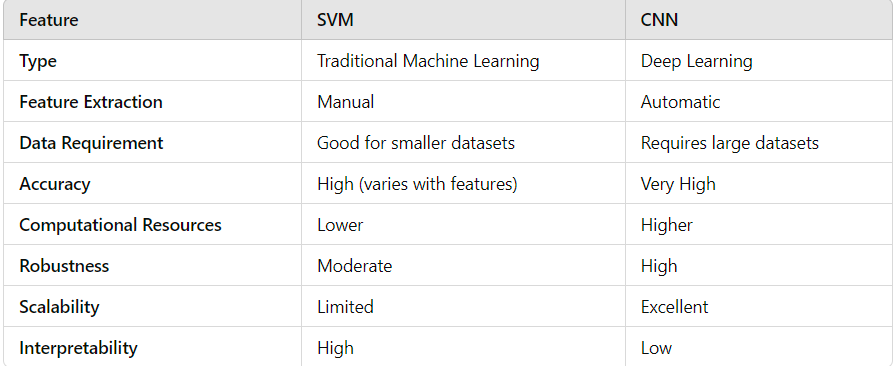 Feature SVM CNN
Type Traditional Machine Learning Deep Learning
Feature Extraction Manual Automatic
Data Requirement Good for smaller datasets Requires large datasets
Accuracy High (varies with features) Very High
Computational Resources Lower Higher
Robustness Moderate High
Scalability Limited Excellent
Interpretability High Low